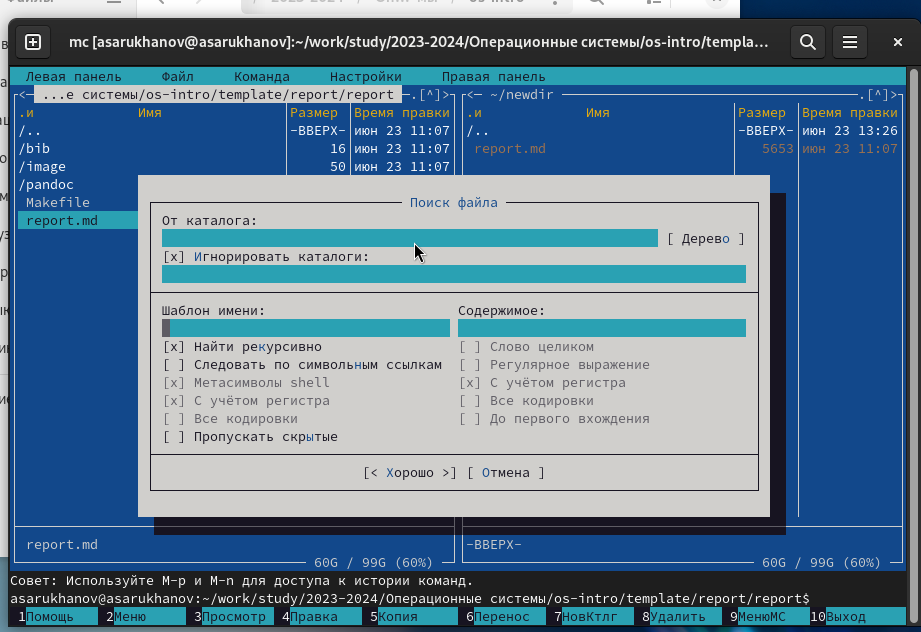 mc [asarukhanov@asarukhanov]:~/work/study/2023-2024/Операционные системы/os-intro/templa...
Левая панель Файл Команда Настройки Правая панель
<— ...е системы/os-intro/template/report/report —.[^]> <— ~/newdir —.[^]>
.и Имя Размер Время правки .и Имя Размер Время правки
/.. -ВВЕРХ- июн 23 11:07 /.. -ВВЕРХ- июн 23 13:26
/bib 16 июн 23 11:07 report.md 5653 июн 23 11:07
/image 50 июн 23 11:07
/pandoc
Makefile
report.md
Поиск файла
От каталога:
[ Дерево ]
[x] Игнорировать каталоги:
Шаблон имени: Содержимое:
[x] Найти рекурсивно [ ] Слово целиком
[ ] Следовать по символьным ссылкам [ ] Регулярное выражение
[x] Метасимволы shell [x] С учётом регистра
[x] С учётом регистра [ ] Все кодировки
[ ] Все кодировки [ ] До первого вхождения
[ ] Пропускать скрытые
[< Хорошо >] [ Отмена ]
report.md -ВВЕРХ-
60G / 99G (60%) 60G / 99G (60%)
Совет: Используйте M-p и M-n для доступа к истории команд.
asarukhanov@asarukhanov:~/work/study/2023-2024/Операционные системы/os-intro/template/report/report$
1Помощь 2Меню 3Просмотр 4Правка 5Копия 6Перенос 7НовКтлг 8Удалить 9МенюМС 10Выход